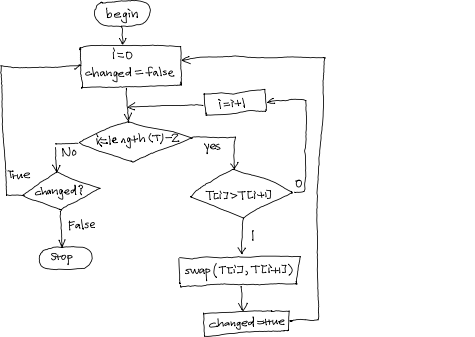 begin
i=0
changed=false
i=i+1
i<=length(T)-2
No
yes
True
changed?
T[i]>T[i+1]
0
False
1
Stop
swap(T[i],T[i+1])
changed=true